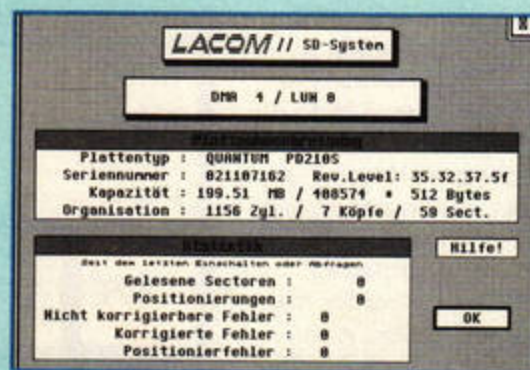 LACOM // SD-System
DMA 4 / LUN 0
Plattentyp : QUANTUM PD210S
Seriennummer : 021107162 Rev.Level: 35.32.37.5f
Kapazität : 199.51 MB / 408574 * 512 Bytes
Organisation : 1156 Zyl. / 7 Köpfe / 59 Sect.
Statistik
Seit dem letzten Einschalten oder Abfragen
Gelesene Sectoren : 0
Positionierungen : 0
Nicht korrigierbare Fehler : 0
Korrigierte Fehler : 0
Positionierfehler : 0
Hilfe!
OK